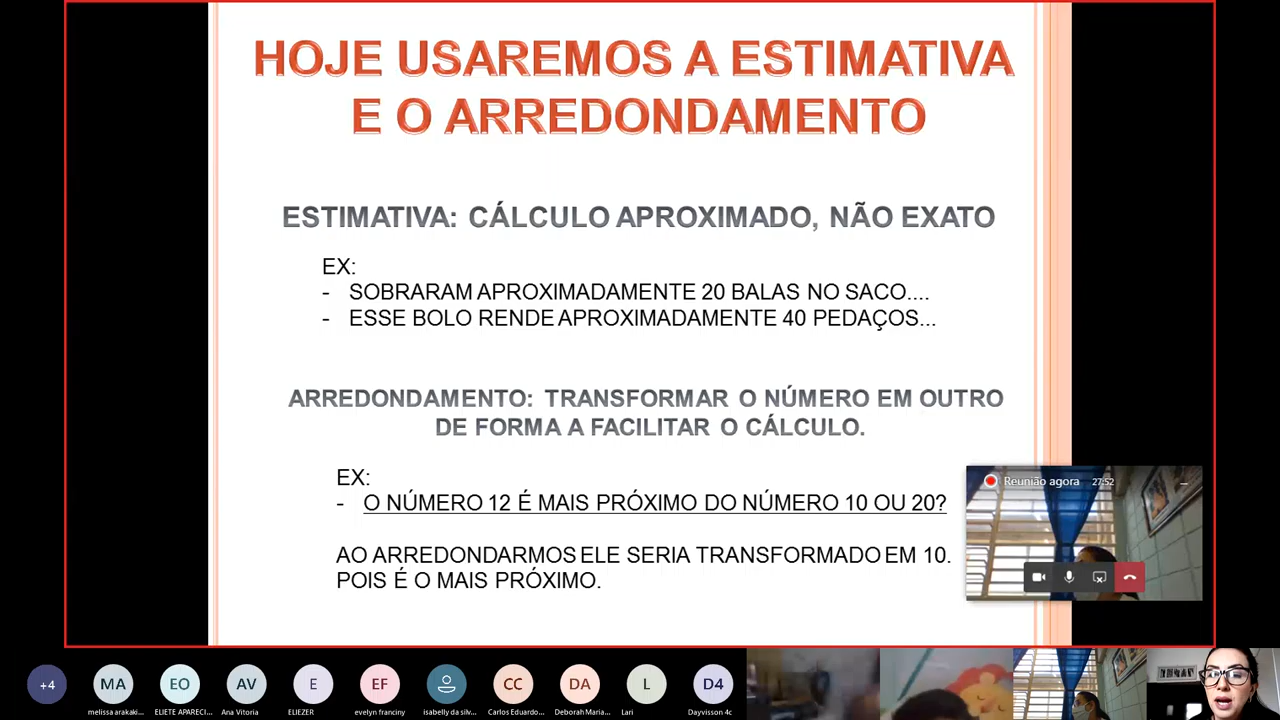 HOJE USAREMOS A ESTIMATIVA
E O ARREDONDAMENTO
ESTIMATIVA: CÁLCULO APROXIMADO, NÃO EXATO
EX:
- SOBRARAM APROXIMADAMENTE 20 BALAS NO SACO....
- ESSE BOLO RENDE APROXIMADAMENTE 40 PEDAÇOS...
ARREDONDAMENTO: TRANSFORMAR O NÚMERO EM OUTRO
DE FORMA A FACILITAR O CÁLCULO.
EX:
- O NÚMERO 12 É MAIS PRÓXIMO DO NÚMERO 10 OU 20?
AO ARREDONDARMOS ELE SERIA TRANSFORMADO EM 10.
POIS É O MAIS PRÓXIMO.
Reunião agora 27:52
+4 MA EO AV E EF CC DA L D4
melissa arakaki... ELIETE APARECI... Ana Vitoria ELIEZER evelyn franciny isabelly da silv... Carlos Eduardo... Deborah Maria... Lari Dayvisson 4c